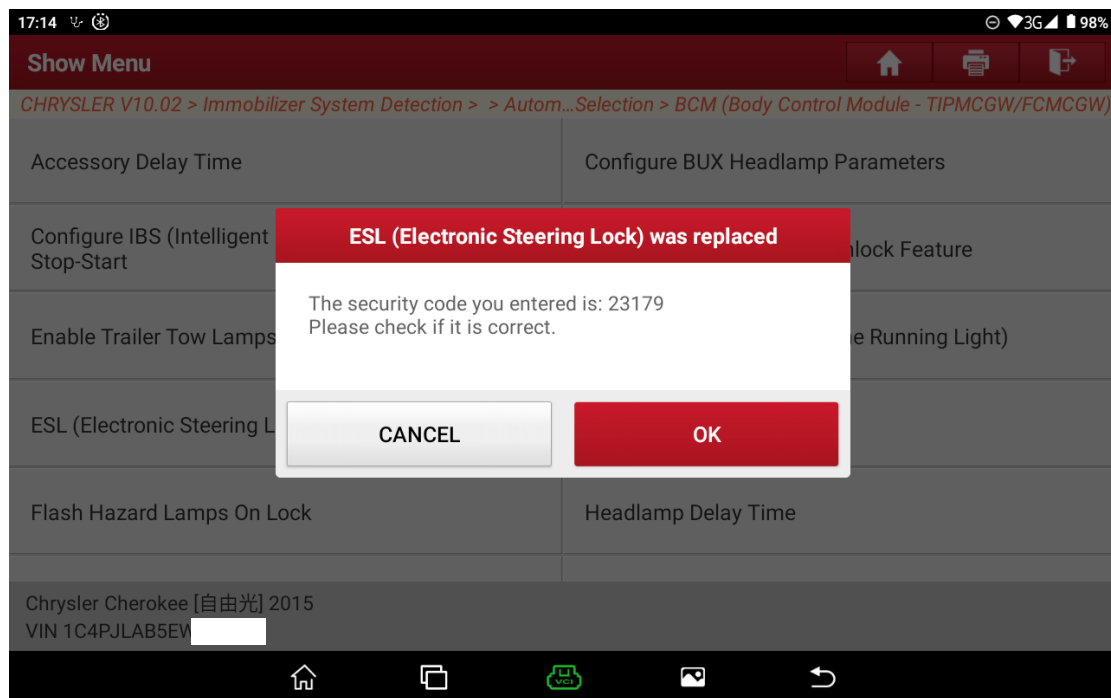 17:14
3G 98%
Show Menu
CHRYSLER V10.02 > Immobilizer System Detection > > Autom...Selection > BCM (Body Control Module - TIPMCGW/FCMCGW)
Accessory Delay Time
Configure BUX Headlamp Parameters
Configure IBS (Intelligent
Stop-Start
lock Feature
Enable Trailer Tow Lamps
e Running Light)
ESL (Electronic Steering L
ESL (Electronic Steering Lock) was replaced
The security code you entered is: 23179
Please check if it is correct.
CANCEL
OK
Flash Hazard Lamps On Lock
Headlamp Delay Time
Chrysler Cherokee [自由光] 2015
VIN 1C4PJLAB5EW
VCI